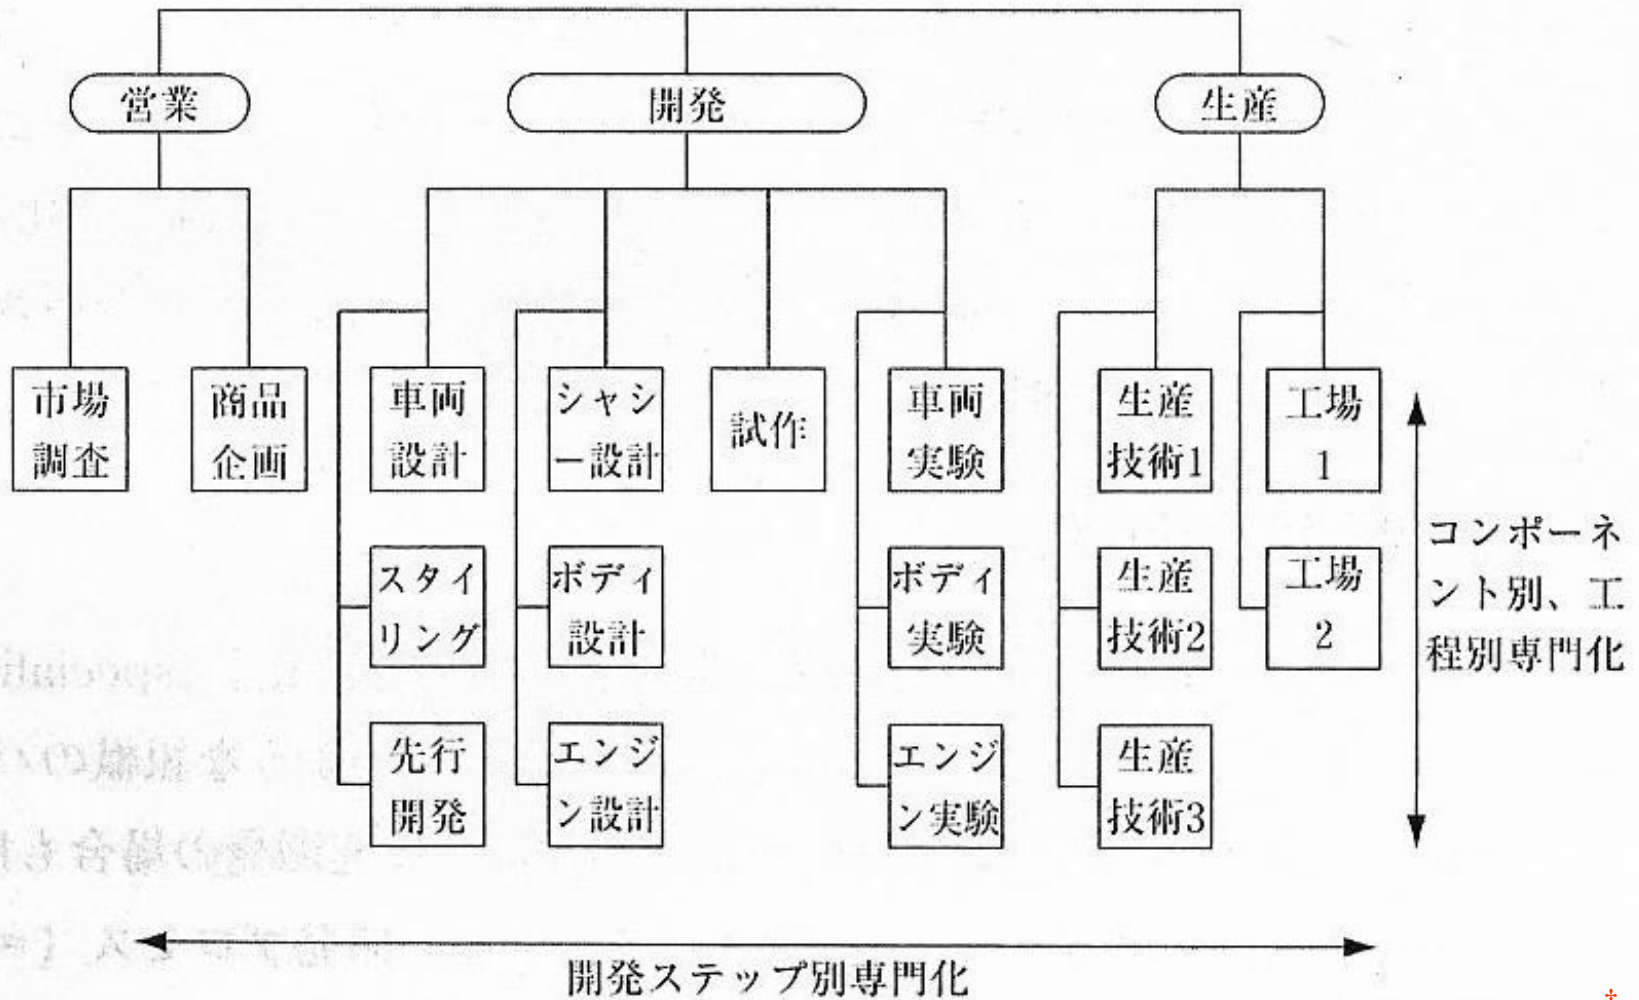 営業
開発
生産
市場
調査
商品
企画
車両
設計
シャシ
ー設計
試作
車両
実験
生産
技術1
工場
1
スタイ
リング
ボディ
設計
ボディ
実験
生産
技術2
工場
2
先行
開発
エンジ
ン設計
エンジ
ン実験
生産
技術3
コンポーネ
ント別、工
程別専門化
開発ステップ別専門化